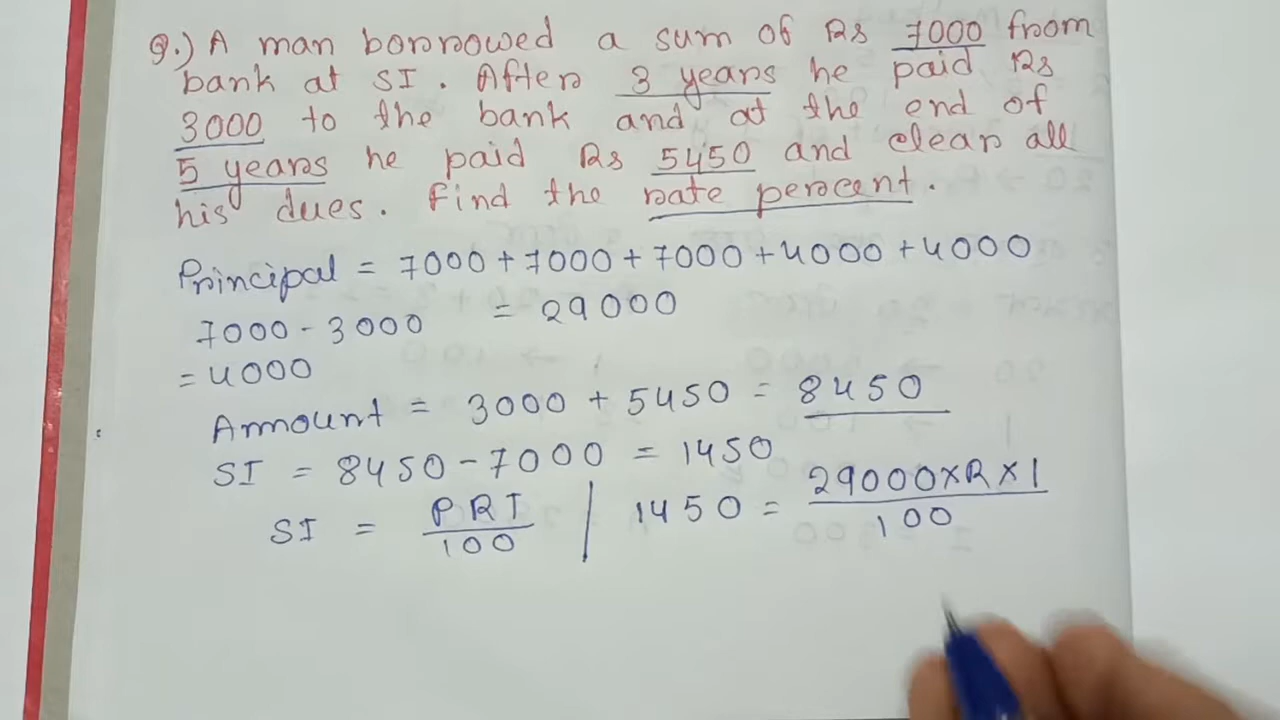 Q.) A man borrowed a sum of Rs 7000 from
bank at SI. After 3 years he paid Rs
3000 to the bank and at the end of
5 years he paid Rs 5450 and clear all
his dues. Find the rate percent.
Principal = 7000 + 7000 + 7000 + 4000 + 4000
7000 - 3000 = 29000
= 4000
Amount = 3000 + 5450 = 8450
SI = 8450 - 7000 = 1450
SI = PRT/100 | 1450 = 29000×R×1/100